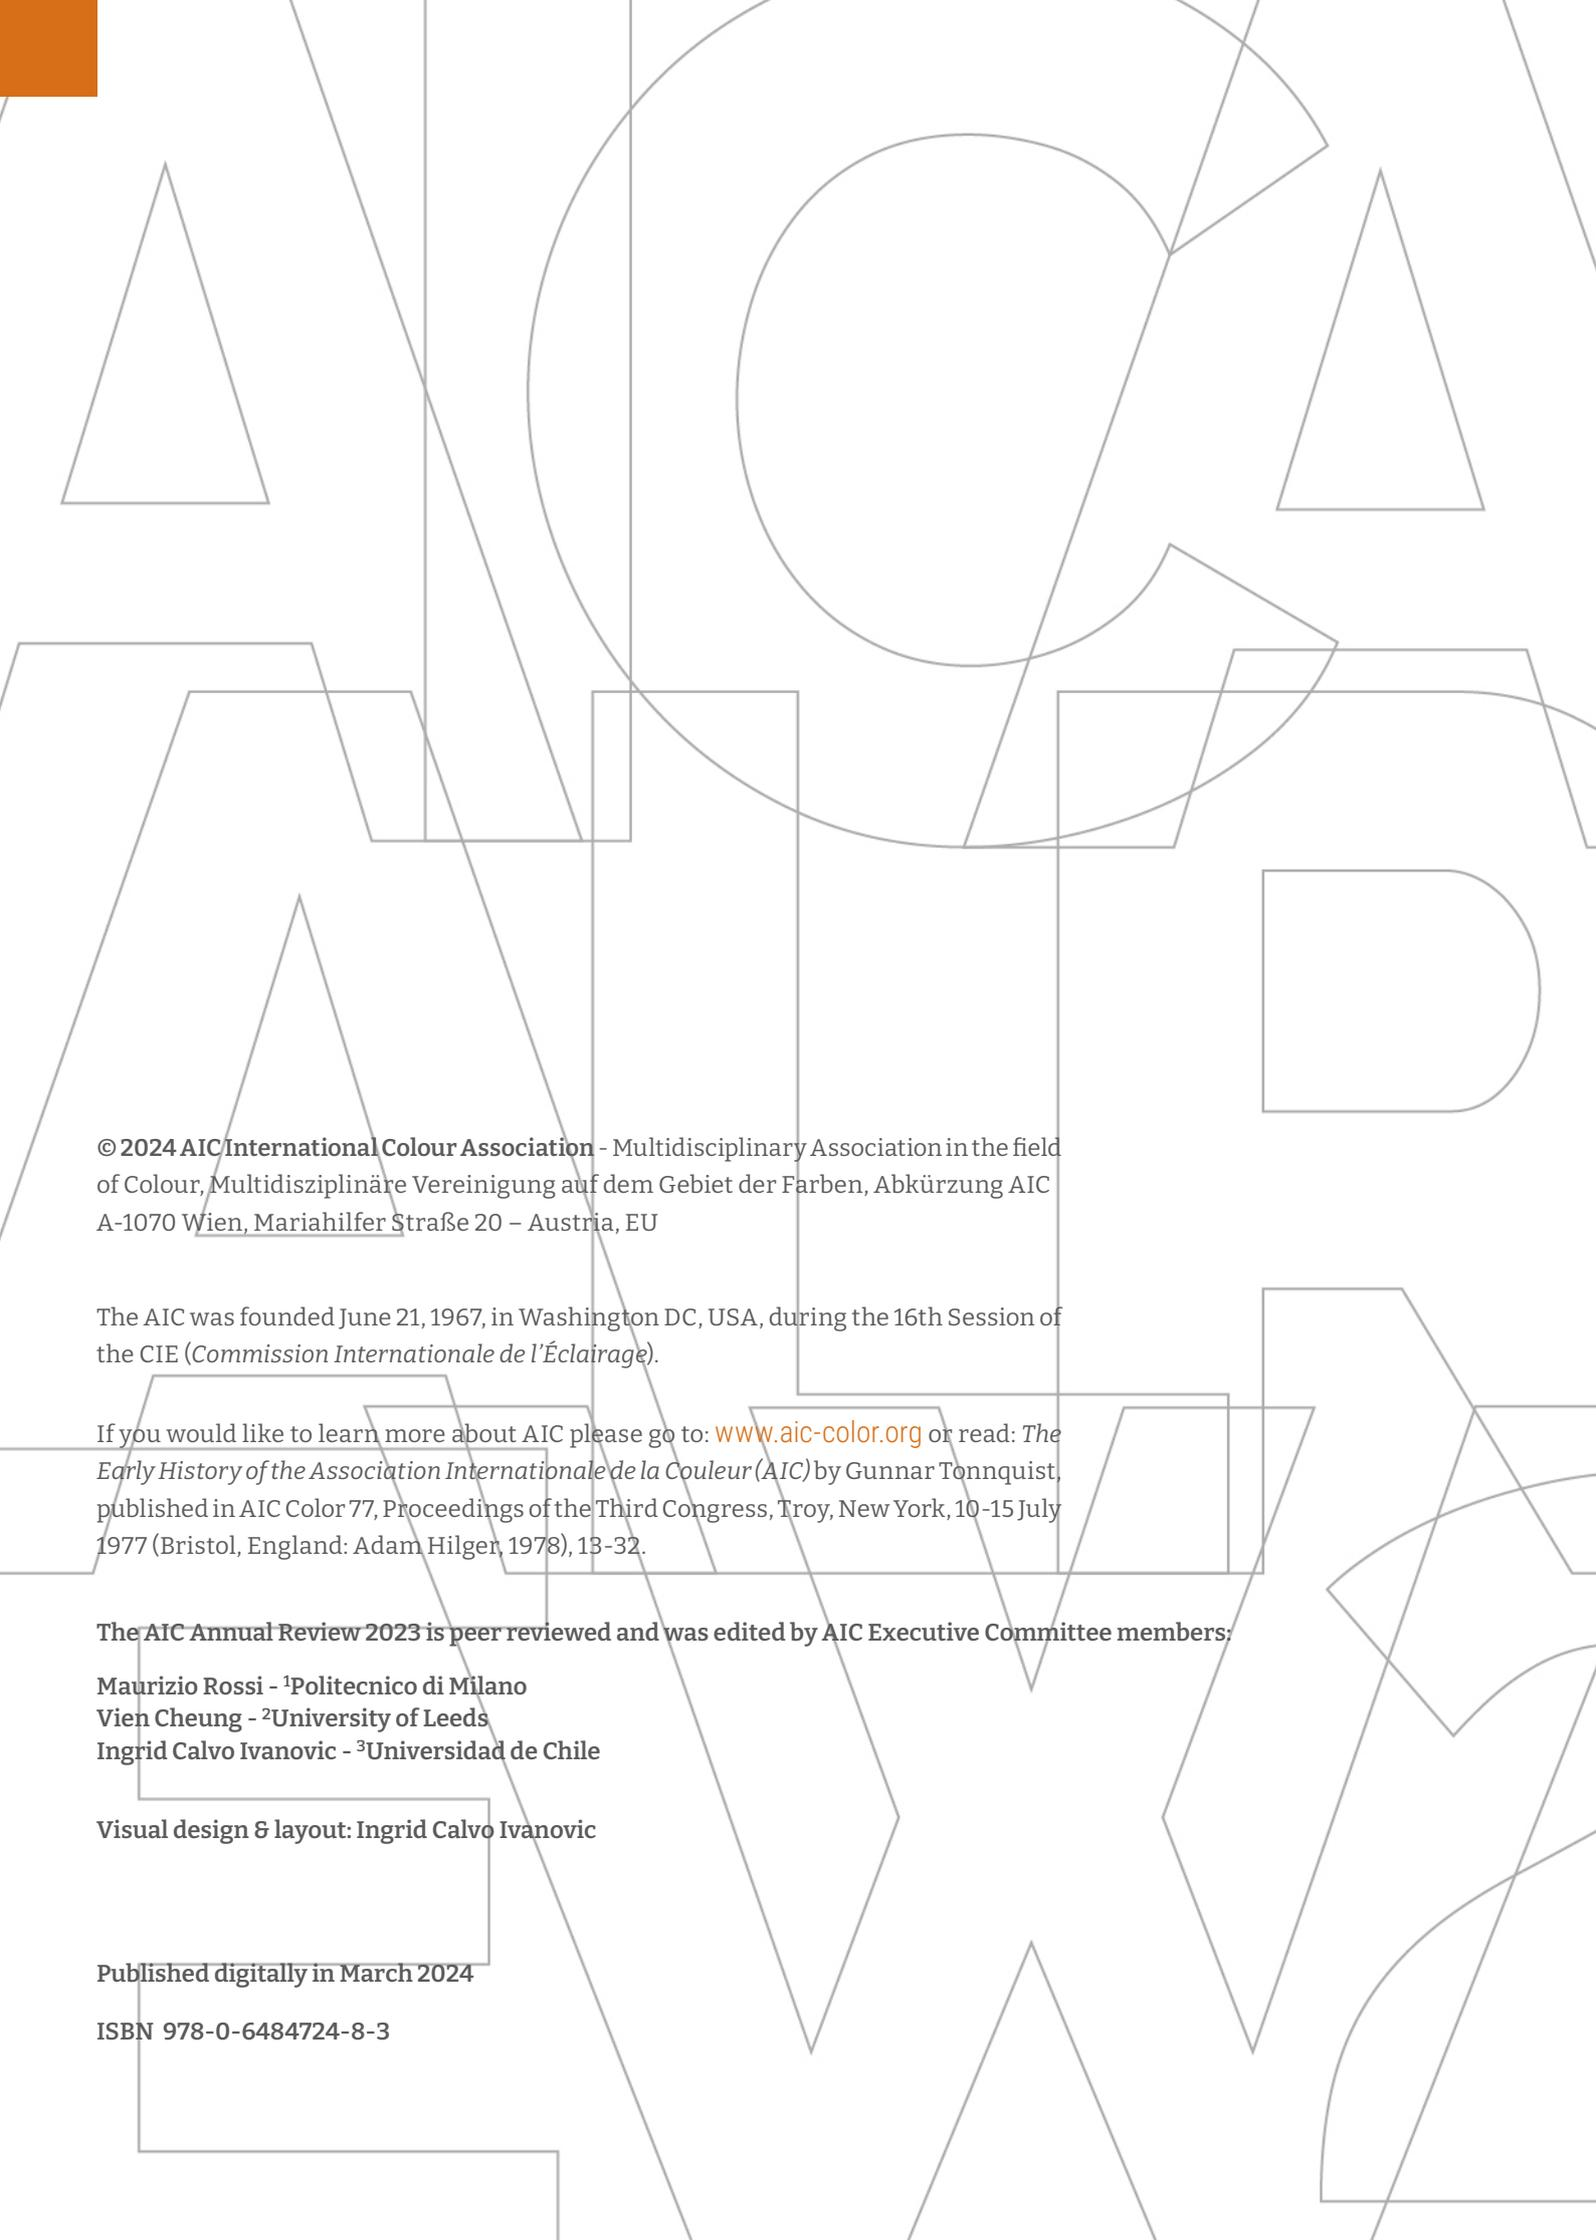 © 2024 AIC International Colour Association - Multidisciplinary Association in the field
of Colour, Multidisziplinäre Vereinigung auf dem Gebiet der Farben, Abkürzung AIC
A-1070 Wien, Mariahilfer Straße 20 – Austria, EU
The AIC was founded June 21, 1967, in Washington DC, USA, during the 16th Session of
the CIE (Commission Internationale de l’Éclairage).
If you would like to learn more about AIC please go to: www.aic-color.org or read: The
Early History of the Association Internationale de la Couleur (AIC) by Gunnar Tonnquist,
published in AIC Color 77, Proceedings of the Third Congress, Troy, New York, 10-15 July
1977 (Bristol, England: Adam Hilger, 1978), 13-32.
The AIC Annual Review 2023 is peer reviewed and was edited by AIC Executive Committee members:
Maurizio Rossi - ¹Politecnico di Milano
Vien Cheung - ²University of Leeds
Ingrid Calvo Ivanovic - ³Universidad de Chile
Visual design & layout: Ingrid Calvo Ivanovic
Published digitally in March 2024
ISBN 978-0-6484724-8-3